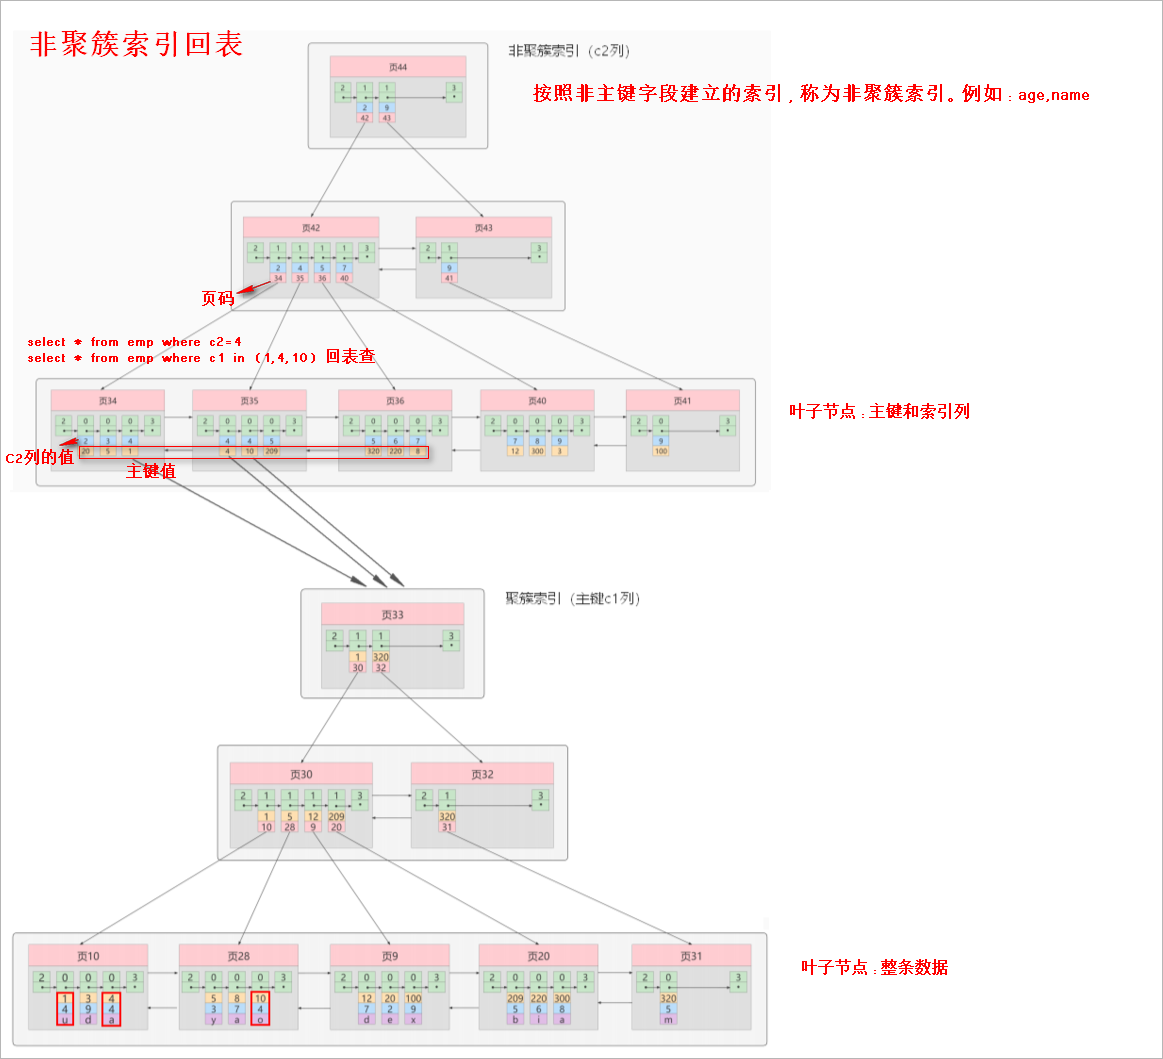 非聚簇索引回表
非聚簇索引（c2列）
按照非主键字段建立的索引，称为非聚簇索引。例如：age,name
页44
2 1 1 3
2 9
42 43
页42 页43
2 1 1 1 1 3 2 1 3
2 4 5 7 9
34 35 36 40 41
页码
select * from emp where c2=4
select * from emp where c1 in (1,4,10) 回表查
页34 页35 页36 页40 页41
2 0 0 0 3 2 0 0 0 3 2 0 0 0 3 2 0 0 0 3 2 0 3
2 3 4 4 4 5 5 6 7 7 8 9 9
20 5 1 4 10 209 320 220 8 12 300 3 100
叶子节点：主键和索引列
C2列的值
主键值
聚簇索引（主键c1列）
页33
2 1 1 3
1 320
30 32
页30 页32
2 1 1 1 1 3 2 1 3
1 5 12 209 320
10 28 9 20 31
页10 页28 页9 页20 页31
2 0 0 0 3 2 0 0 0 3 2 0 0 0 3 2 0 0 0 3 2 0 3
1 3 4 5 8 10 12 20 100 209 220 300 320
4 9 4 3 7 4 7 2 9 5 6 8 5
u d a y a o d e x b i a m
叶子节点：整条数据